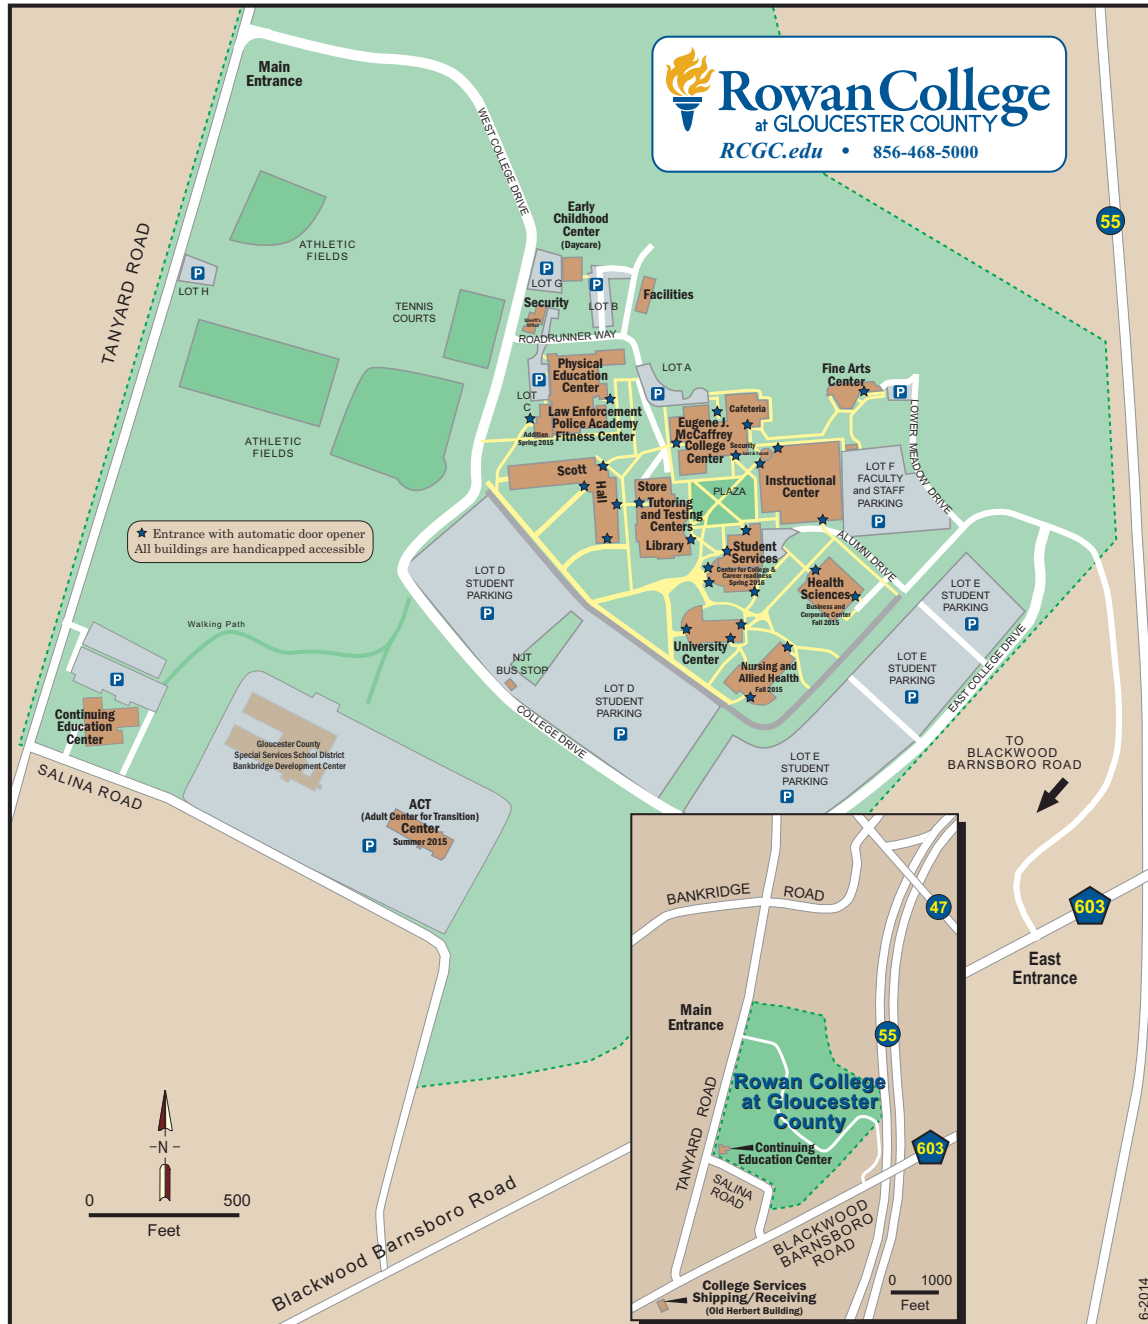 Main
Entrance
Rowan College
at GLOUCESTER COUNTY
RCGC.edu • 856-468-5000
WEST COLLEGE DRIVE
TANYARD ROAD
55
Early
Childhood
Center
(Daycare)
ATHLETIC
FIELDS
P
LOT H
P
LOT G
P
LOT B
Facilities
Security
Sheriff's
Office
TENNIS
COURTS
ROADRUNNER WAY
Physical
Education
Center
P
LOT
C
LOT A
P
Fine Arts
Center
P
LOWER MEADOW DRIVE
Law Enforcement
Police Academy
Fitness Center
Addition
Spring 2015
Cafeteria
Eugene J.
McCaffrey
College
Center
Security
Lost & Found
ATHLETIC
FIELDS
Scott
Hall
Store
Tutoring
and Testing
Centers
Library
PLAZA
Instructional
Center
LOT F
FACULTY
and STAFF
PARKING
P
Entrance with automatic door opener
All buildings are handicapped accessible
ALUMNI DRIVE
Student
Services
Center for College &
Career readiness
Spring 2016
Health
Sciences
Business and
Corporate Center
Fall 2015
LOT D
STUDENT
PARKING
P
LOT E
STUDENT
PARKING
P
Walking Path
University
Center
NJT
BUS STOP
Nursing and
Allied Health
Fall 2015
LOT E
STUDENT
PARKING
P
EAST COLLEGE DRIVE
LOT D
STUDENT
PARKING
P
COLLEGE DRIVE
P
Continuing
Education
Center
SALINA ROAD
Gloucester County
Special Services School District
Bankbridge Development Center
LOT E
STUDENT
PARKING
P
TO
BLACKWOOD
BARNSBORO ROAD
ACT
(Adult Center for Transition)
Center
Summer 2015
P
603
East
Entrance
BANKRIDGE ROAD
47
Main
Entrance
55
Rowan College
at Gloucester
County
TANYARD ROAD
Continuing
Education Center
603
SALINA
ROAD
BLACKWOOD
BARNSBORO
ROAD
College Services
Shipping/Receiving
(Old Herbert Building)
0 1000
Feet
N
0 500
Feet
Blackwood Barnsboro Road
6-2014